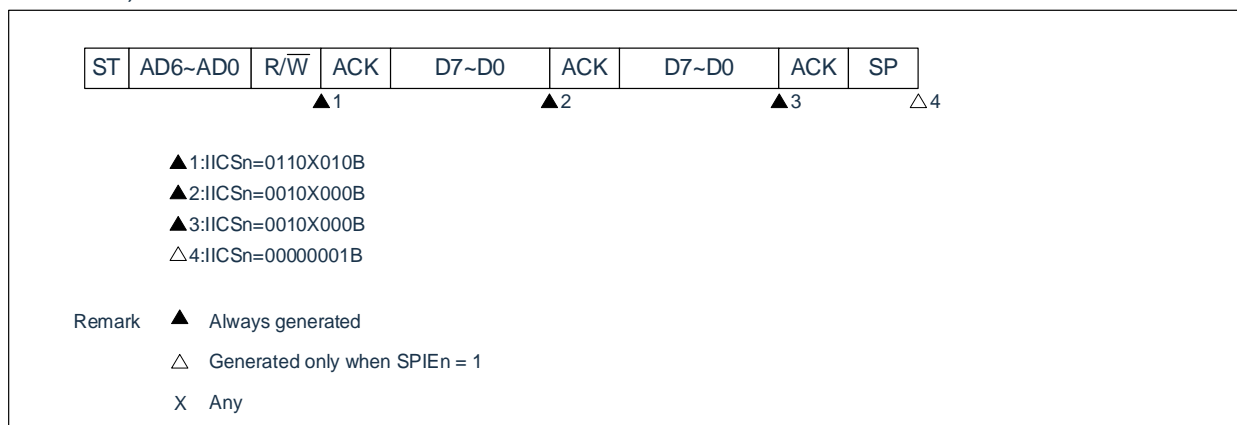 ST AD6~AD0 R/W̅ ACK D7~D0 ACK D7~D0 ACK SP
▲1 ▲2 ▲3 △4
▲1:IICSn=0110X010B
▲2:IICSn=0010X000B
▲3:IICSn=0010X000B
△4:IICSn=00000001B
Remark ▲ Always generated
△ Generated only when SPIEn = 1
X Any